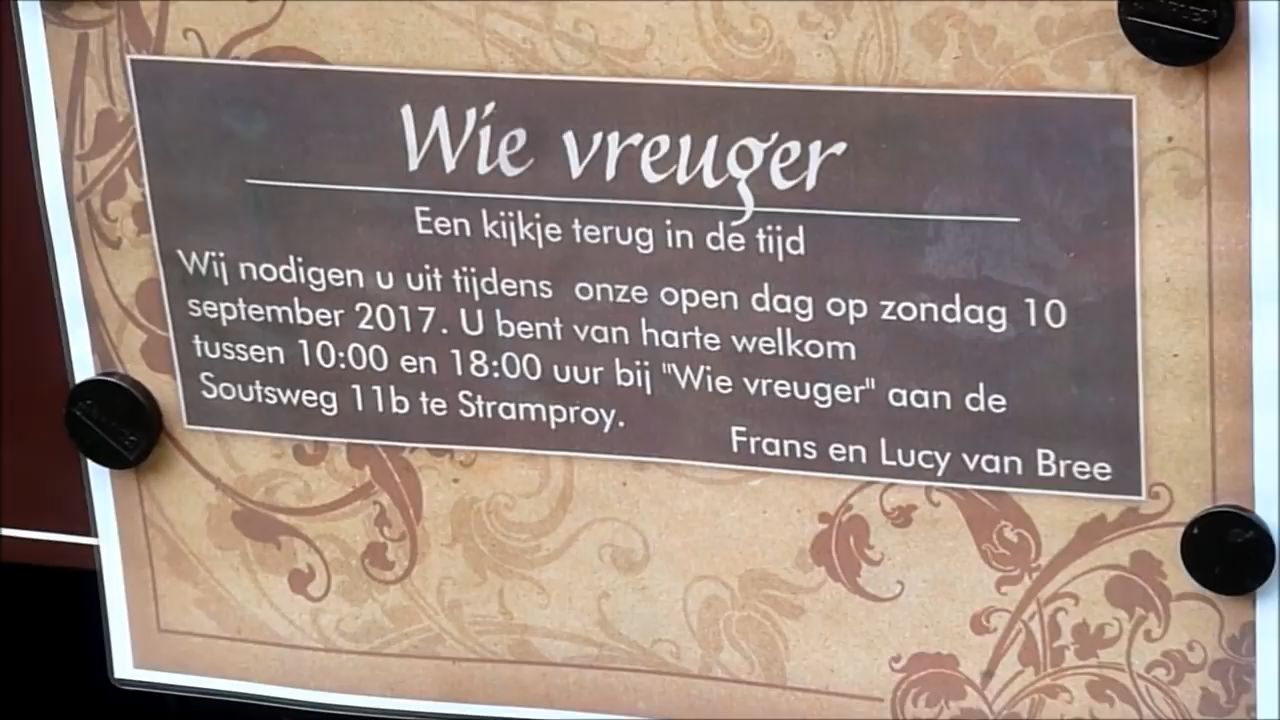 Wie vreuger
Een kijkje terug in de tijd
Wij nodigen u uit tijdens onze open dag op zondag 10
september 2017. U bent van harte welkom
tussen 10:00 en 18:00 uur bij "Wie vreuger" aan de
Soutsweg 11b te Stramproy.
Frans en Lucy van Bree